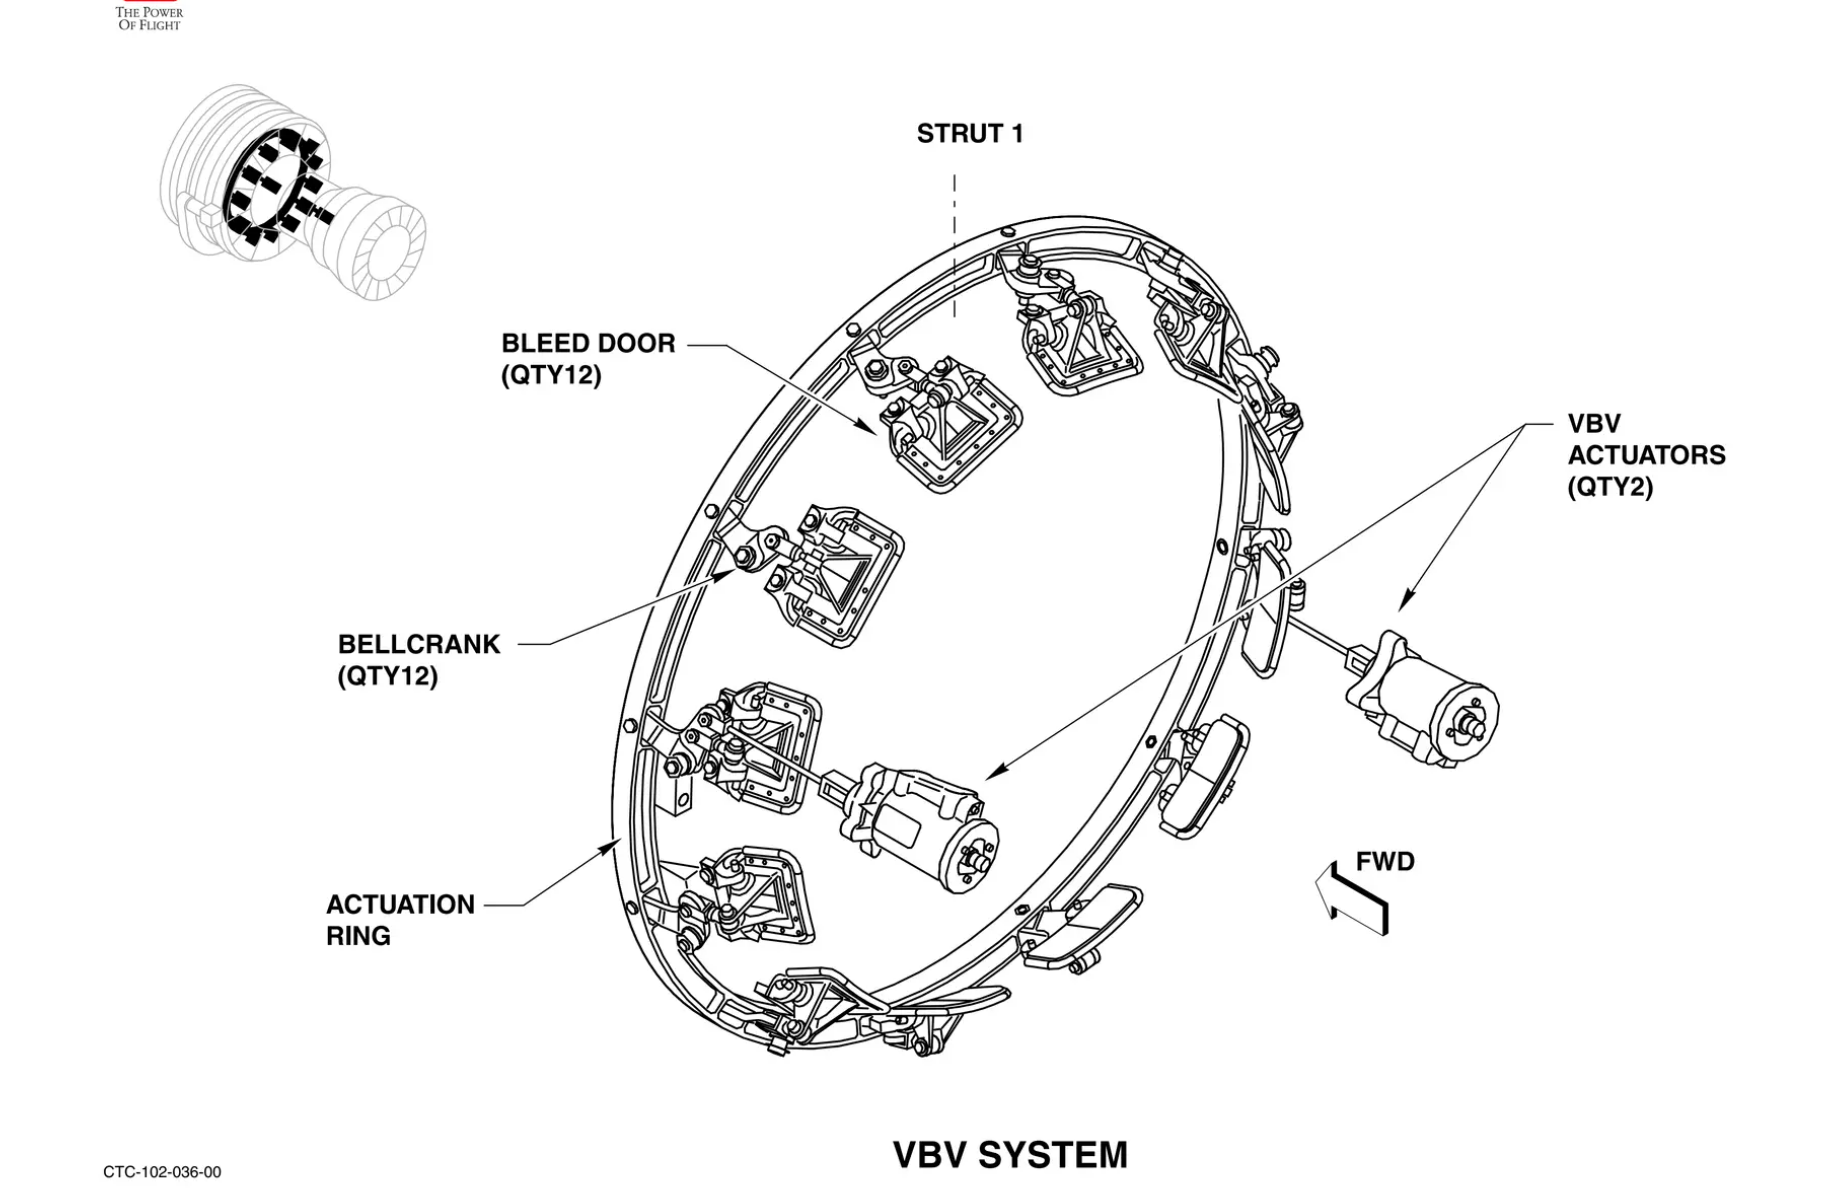 THE POWER
OF FLIGHT
STRUT 1
BLEED DOOR
(QTY12)
VBV
ACTUATORS
(QTY2)
BELLCRANK
(QTY12)
FWD
ACTUATION
RING
VBV SYSTEM
CTC-102-036-00